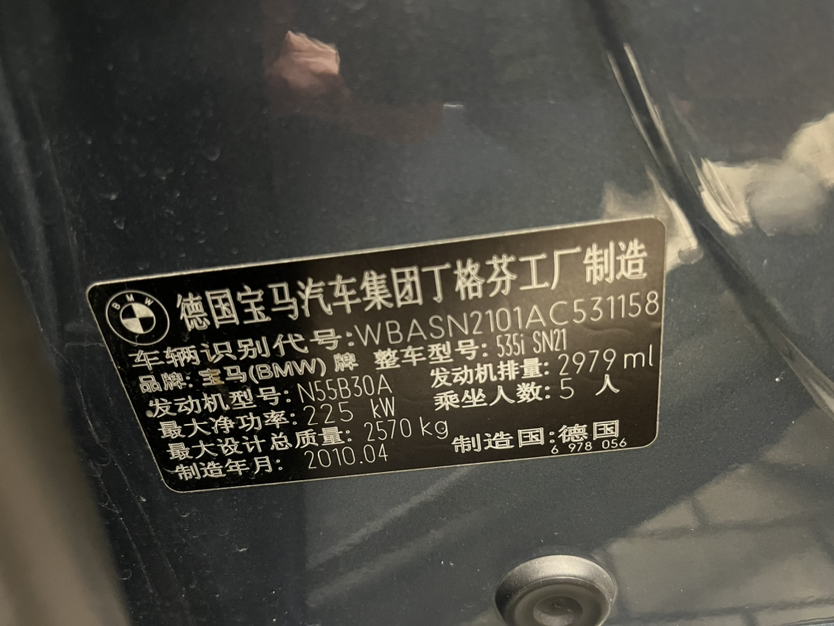 BMW
德国宝马汽车集团丁格芬工厂制造
车辆识别代号:WBASN2101AC531158
品牌:宝马(BMW)牌 整车型号:535i SN21
发动机型号:N55B30A 发动机排量:2979ml
最大净功率:225 kW 乘坐人数:5 人
最大设计总质量: 2570kg
制造年月: 2010.04 制造国:德国
6 978 056